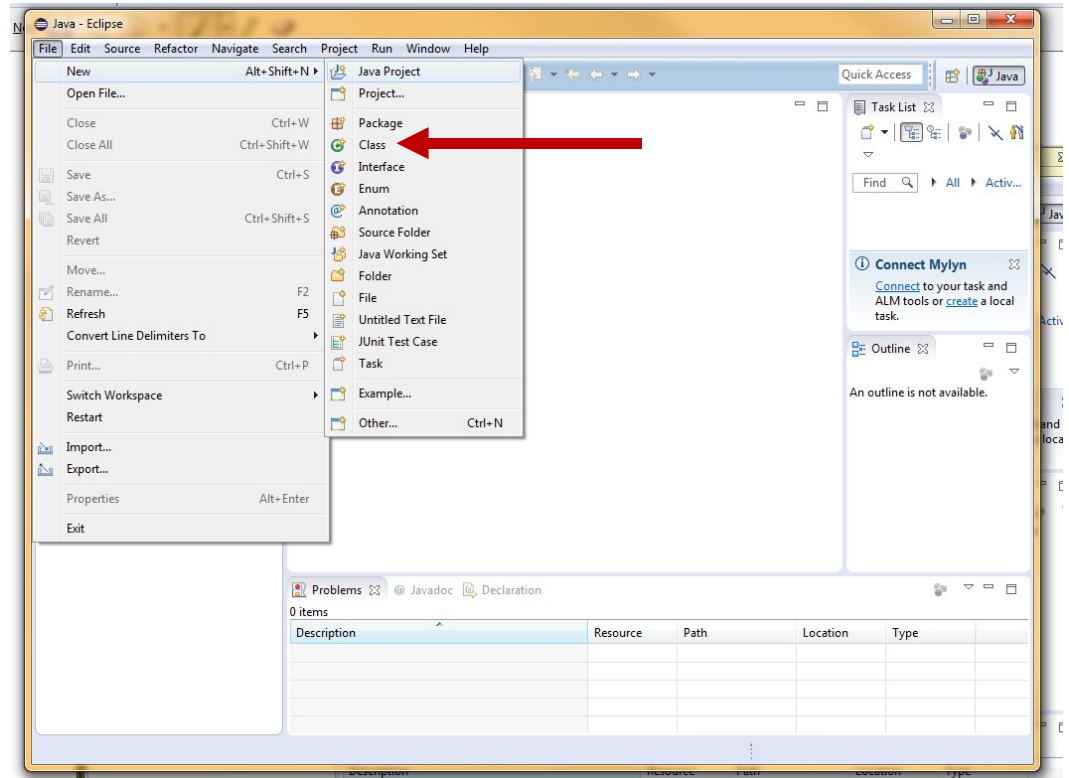 Java - Eclipse
File Edit Source Refactor Navigate Search Project Run Window Help
New Alt+Shift+N
Open File...
Close Ctrl+W
Close All Ctrl+Shift+W
Save Ctrl+S
Save As...
Save All Ctrl+Shift+S
Revert
Move...
Rename... F2
Refresh F5
Convert Line Delimiters To
Print... Ctrl+P
Switch Workspace
Restart
Import...
Export...
Properties Alt+Enter
Exit
Java Project
Project...
Package
Class
Interface
Enum
Annotation
Source Folder
Java Working Set
Folder
File
Untitled Text File
JUnit Test Case
Task
Example...
Other... Ctrl+N
Quick Access Java
Task List
Find All Activ...
Connect Mylyn
Connect to your task and
ALM tools or create a local
task.
Outline
An outline is not available.
Problems @ Javadoc Declaration
0 items
Description Resource Path Location Type
Description Resource Path Location Type